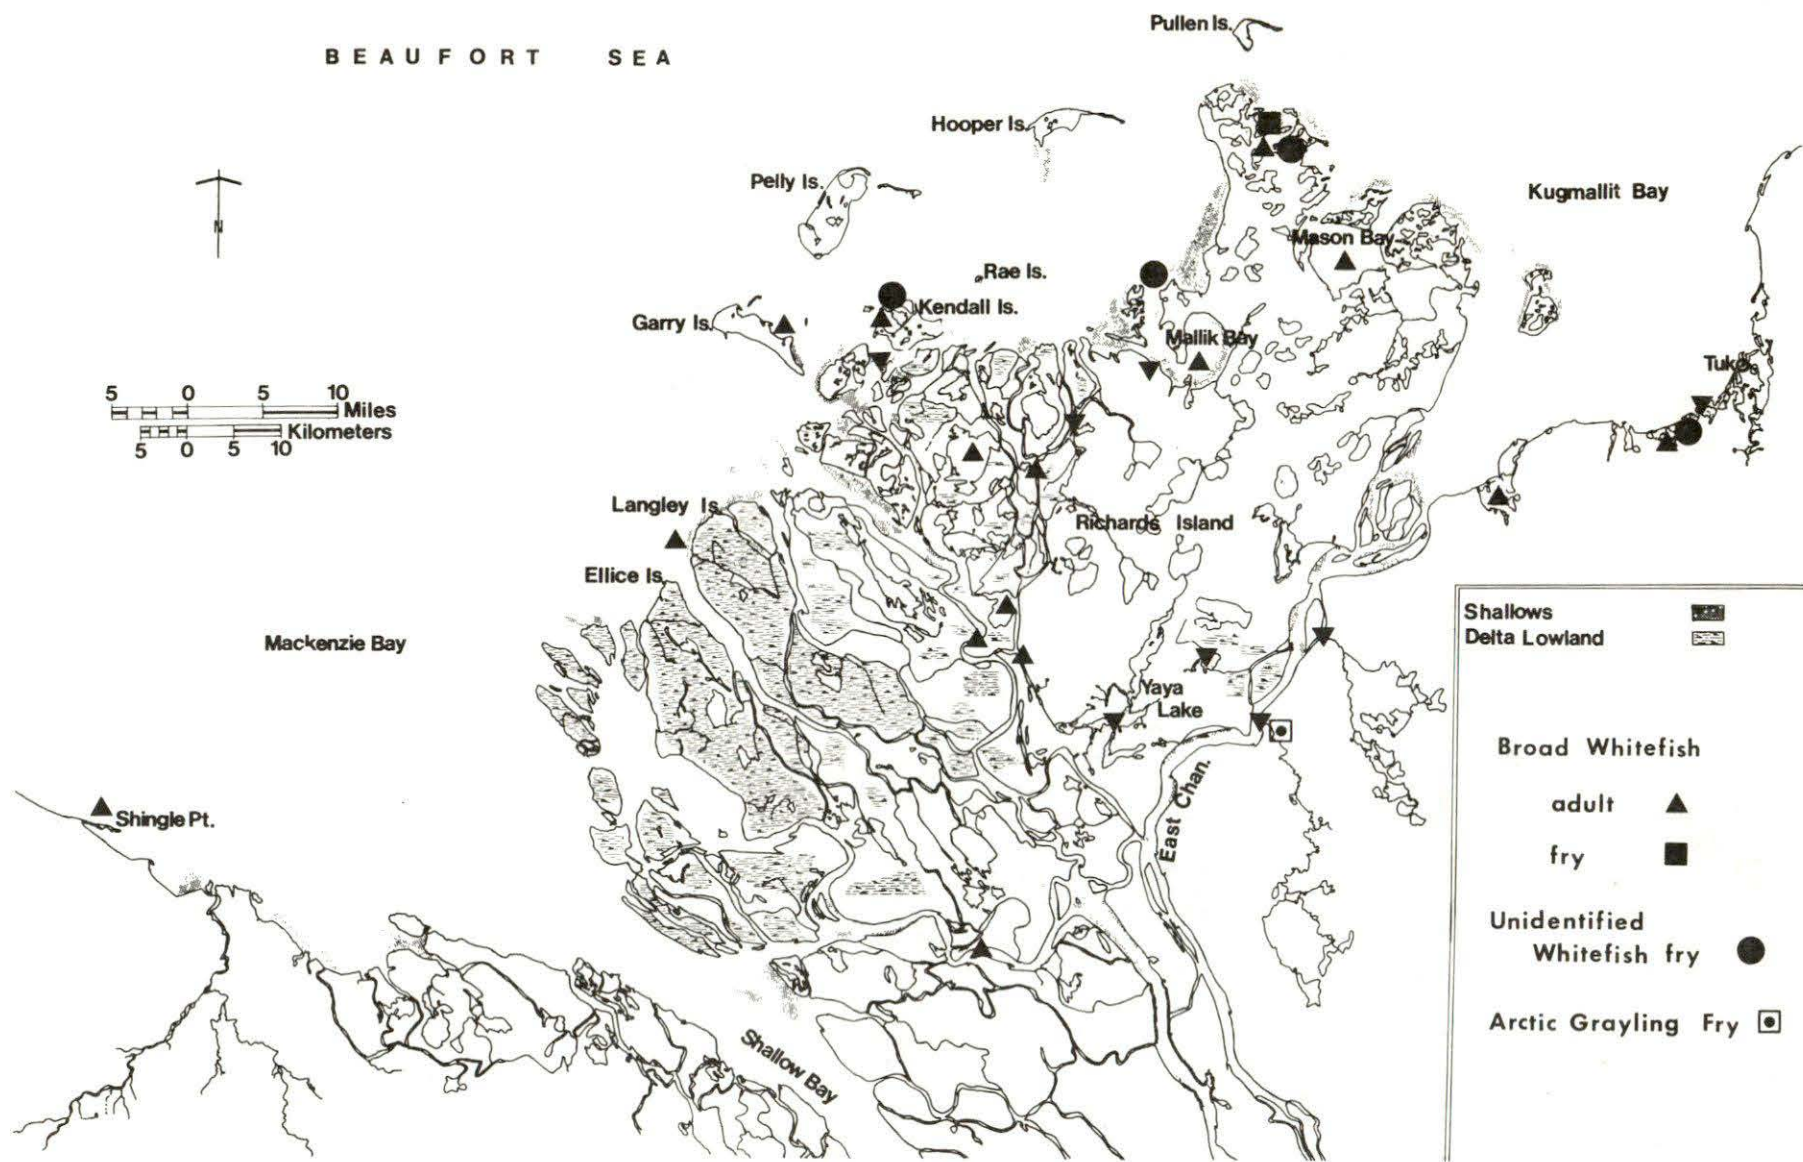 Pullen Is.
BEAUFORT SEA
Hooper Is.
Pelly Is.
Kugmallit Bay
N
Mason Bay
Rae Is.
Kendall Is.
Garry Is.
Mallik Bay
Tuk
5 0 5 10
Miles
Kilometers
5 0 5 10
Langley Is.
Richards Island
Ellice Is.
Shallows
Delta Lowland
Mackenzie Bay
Yaya
Lake
Broad Whitefish
East Chan.
adult
Shingle Pt.
fry
Unidentified
Whitefish fry
Arctic Grayling Fry
Shallow Bay